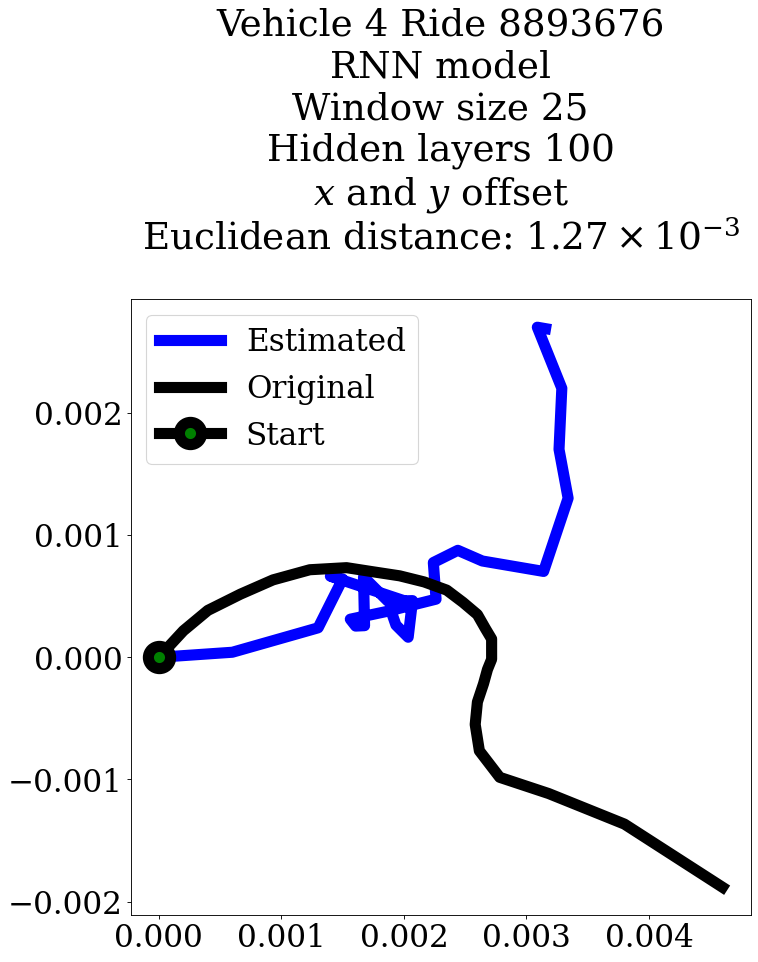 Vehicle 4 Ride 8893676
RNN model
Window size 25
Hidden layers 100
x and y offset
Euclidean distance: 1.27 × 10⁻³
Estimated
Original
Start
0.002
0.001
0.000
−0.001
−0.002
0.000 0.001 0.002 0.003 0.004